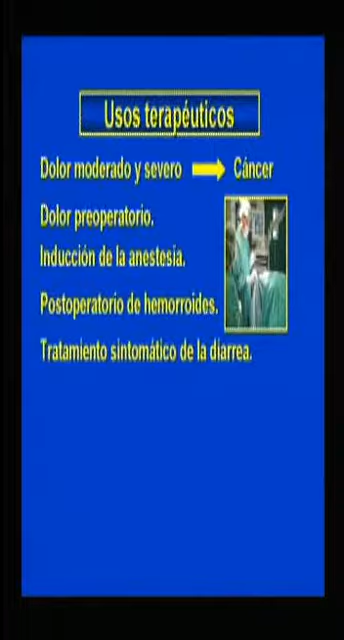 Usos terapéuticos
Dolor moderado y severo Cáncer
Dolor preoperatorio.
Inducción de la anestesia.
Postoperatorio de hemorroides.
Tratamiento sintomático de la diarrea.